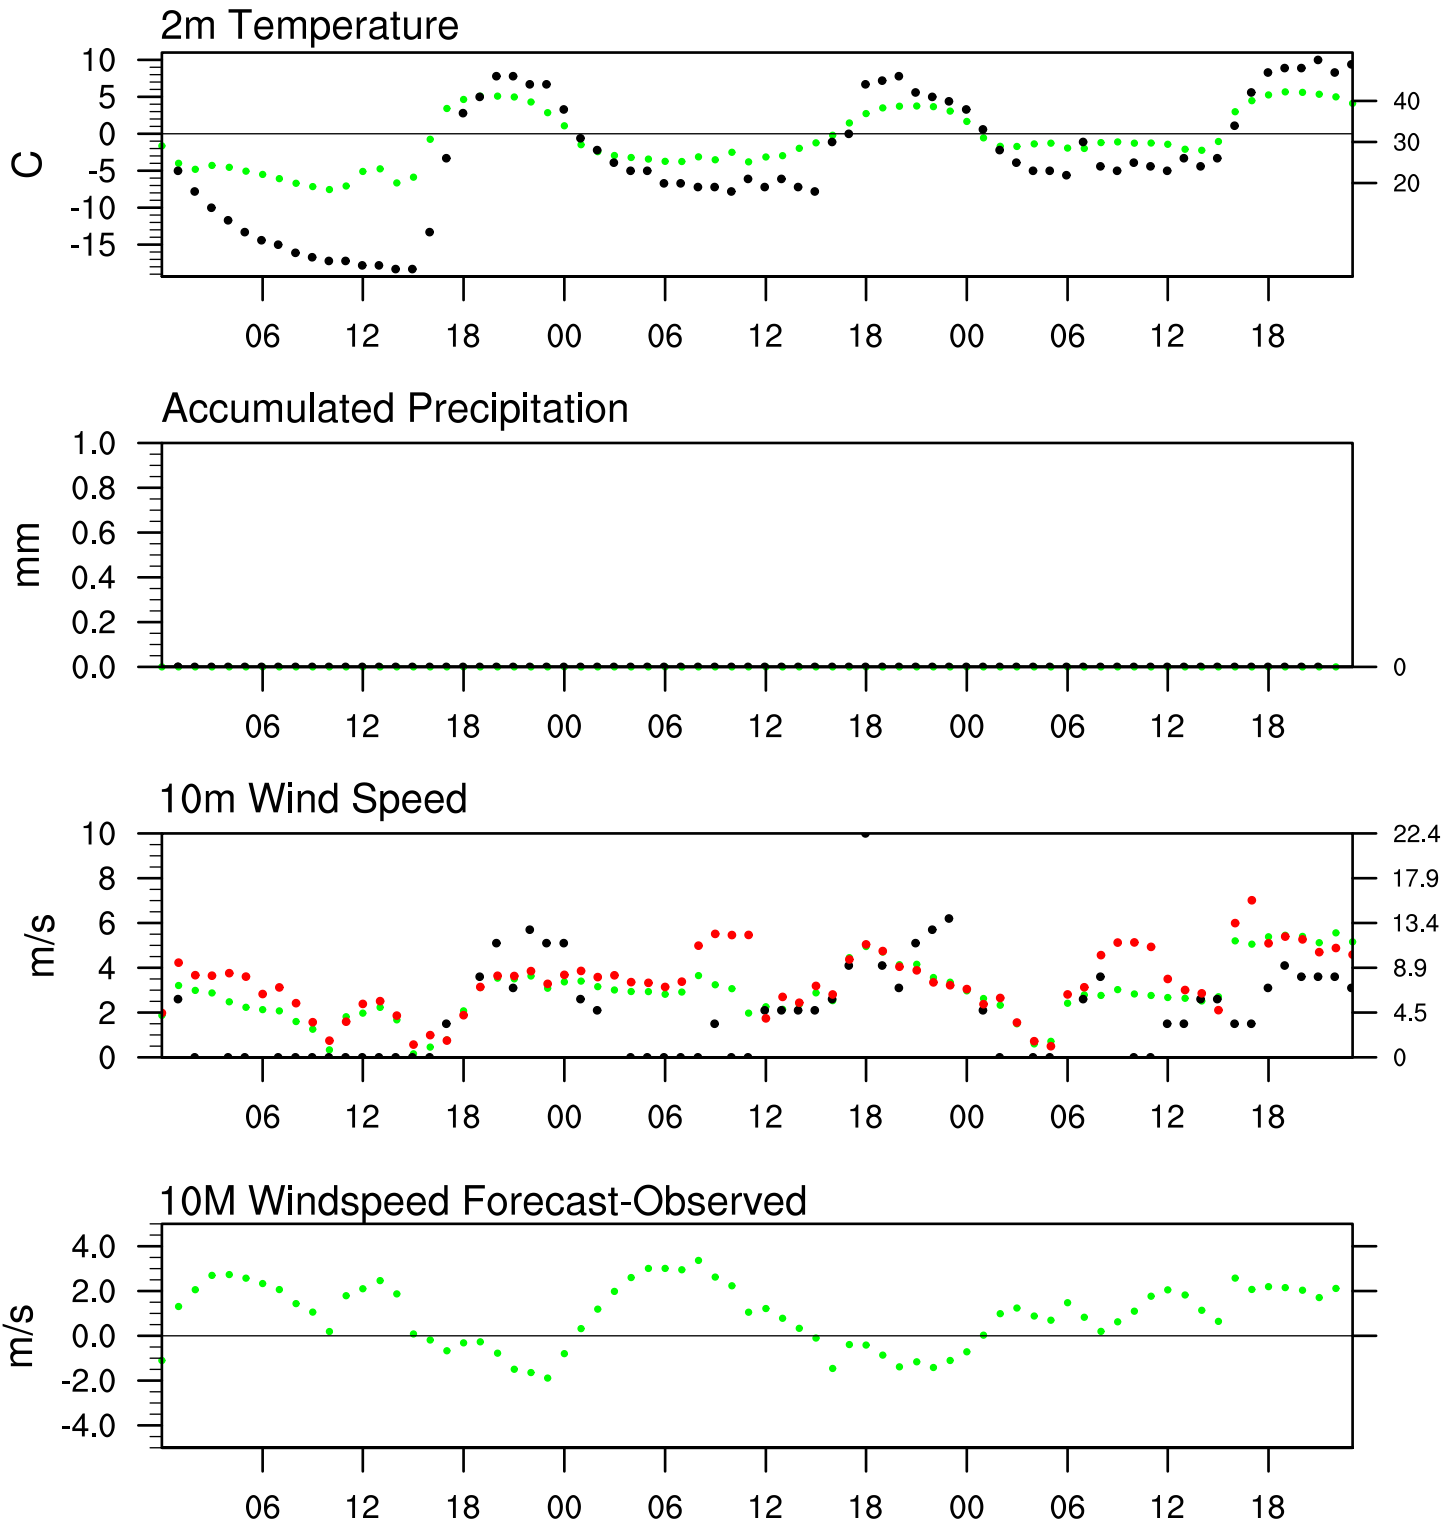 2m Temperature
10
5
0
-5
-10
-15
C
40
30
20
06 12 18 00 06 12 18 00 06 12 18
Accumulated Precipitation
1.0
0.8
0.6
0.4
0.2
0.0
mm
0
06 12 18 00 06 12 18 00 06 12 18
10m Wind Speed
10
8
6
4
2
0
m/s
22.4
17.9
13.4
8.9
4.5
0
06 12 18 00 06 12 18 00 06 12 18
10M Windspeed Forecast-Observed
4.0
2.0
0.0
-2.0
-4.0
m/s
06 12 18 00 06 12 18 00 06 12 18